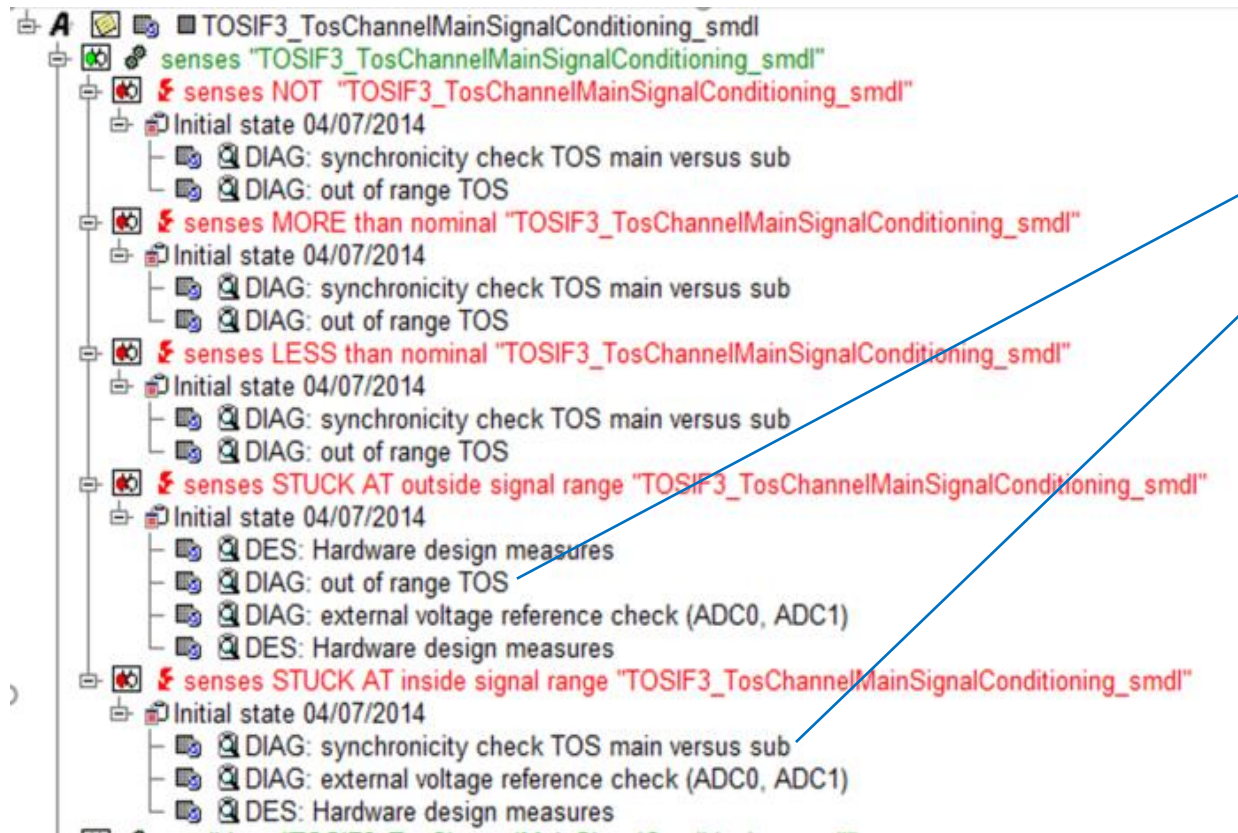 A TOSIF3_TosChannelMainSignalConditioning_smdl
senses "TOSIF3_TosChannelMainSignalConditioning_smdl"
senses NOT "TOSIF3_TosChannelMainSignalConditioning_smdl"
Initial state 04/07/2014
DIAG: synchronicity check TOS main versus sub
DIAG: out of range TOS
senses MORE than nominal "TOSIF3_TosChannelMainSignalConditioning_smdl"
Initial state 04/07/2014
DIAG: synchronicity check TOS main versus sub
DIAG: out of range TOS
senses LESS than nominal "TOSIF3_TosChannelMainSignalConditioning_smdl"
Initial state 04/07/2014
DIAG: synchronicity check TOS main versus sub
DIAG: out of range TOS
senses STUCK AT outside signal range "TOSIF3_TosChannelMainSignalConditioning_smdl"
Initial state 04/07/2014
DES: Hardware design measures
DIAG: out of range TOS
DIAG: external voltage reference check (ADC0, ADC1)
DES: Hardware design measures
senses STUCK AT inside signal range "TOSIF3_TosChannelMainSignalConditioning_smdl"
Initial state 04/07/2014
DIAG: synchronicity check TOS main versus sub
DIAG: external voltage reference check (ADC0, ADC1)
DES: Hardware design measures